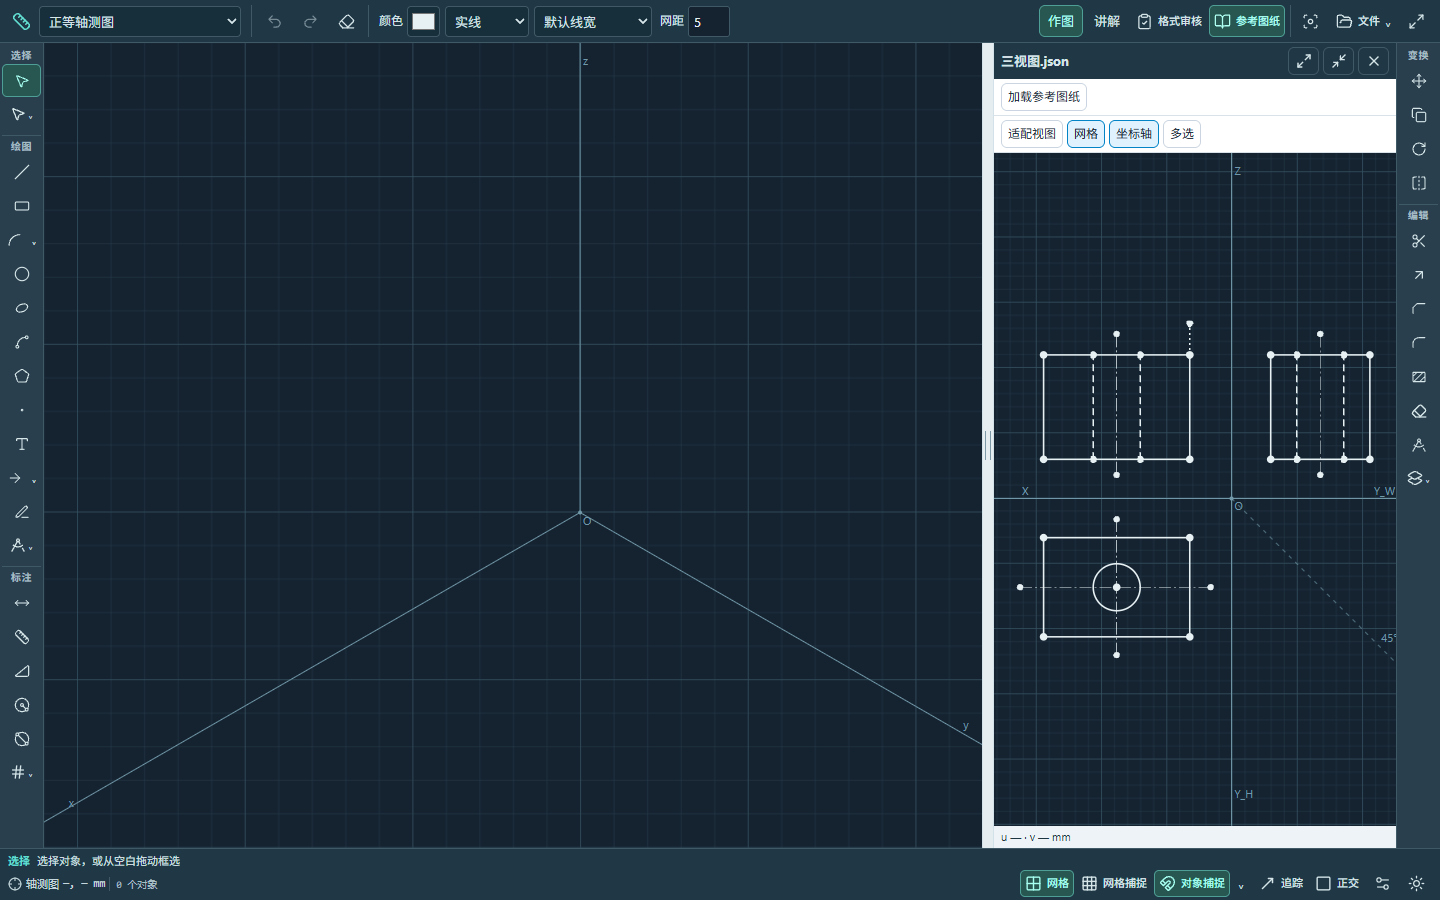 正等轴测图
颜色
实线
默认线宽
网距
5
作图
讲解
格式审核
参考图纸
文件
选择
绘图
标注
z
O
x
y
三视图.json
加载参考图纸
适配视图
网格
坐标轴
多选
Z
X
Y_W
O
45°
Y_H
u — · v — mm
变换
编辑
选择 选择对象，或从空白拖动框选
轴测图 —, — mm
0 个对象
网格
网格捕捉
对象捕捉
追踪
正交